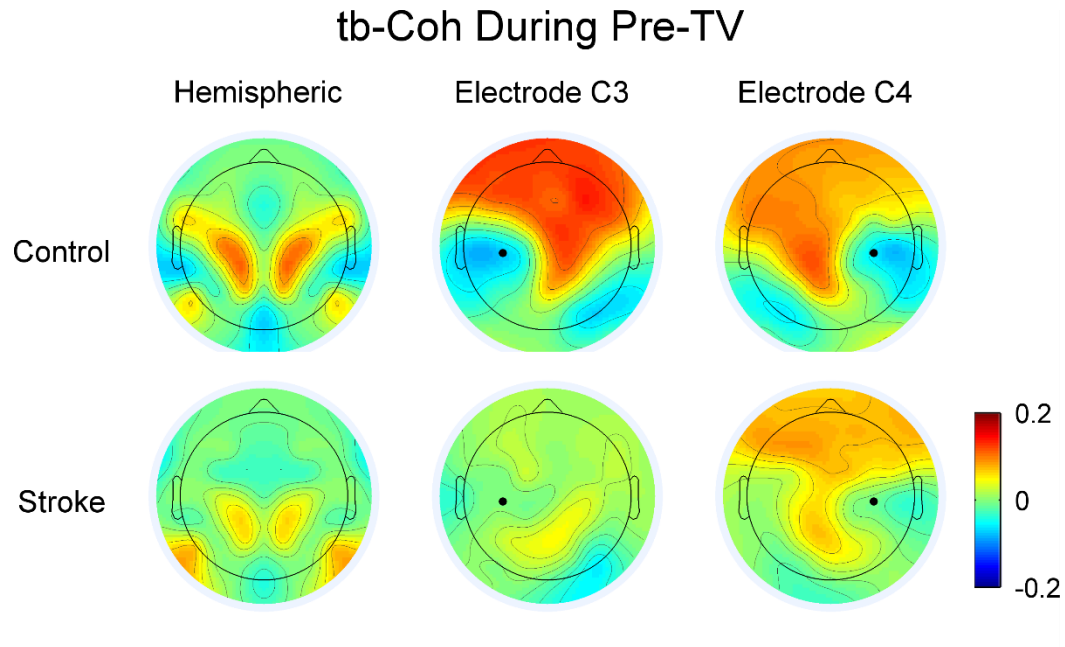 tb-Coh During Pre-TV
Hemispheric
Electrode C3
Electrode C4
Control
Stroke
0.2
0
-0.2